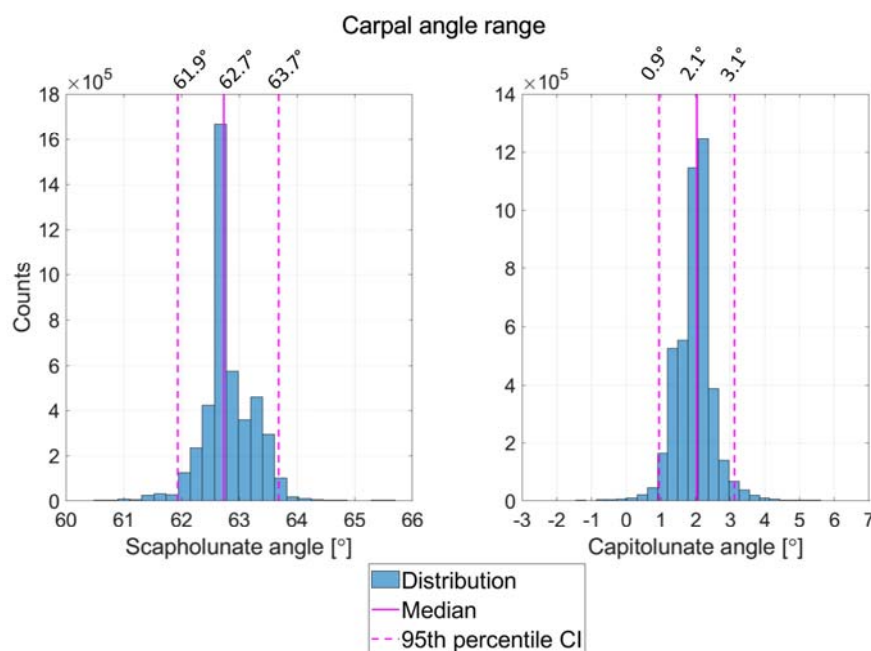 Carpal angle range
61.9°
62.7°
63.7°
×10⁵
18
16
14
12
10
8
6
4
2
0
Counts
60 61 62 63 64 65 66
Scapholunate angle [°]
0.9°
2.1°
3.1°
×10⁵
14
12
10
8
6
4
2
0
-3 -2 -1 0 1 2 3 4 5 6 7
Capitolunate angle [°]
Distribution
Median
95th percentile CI